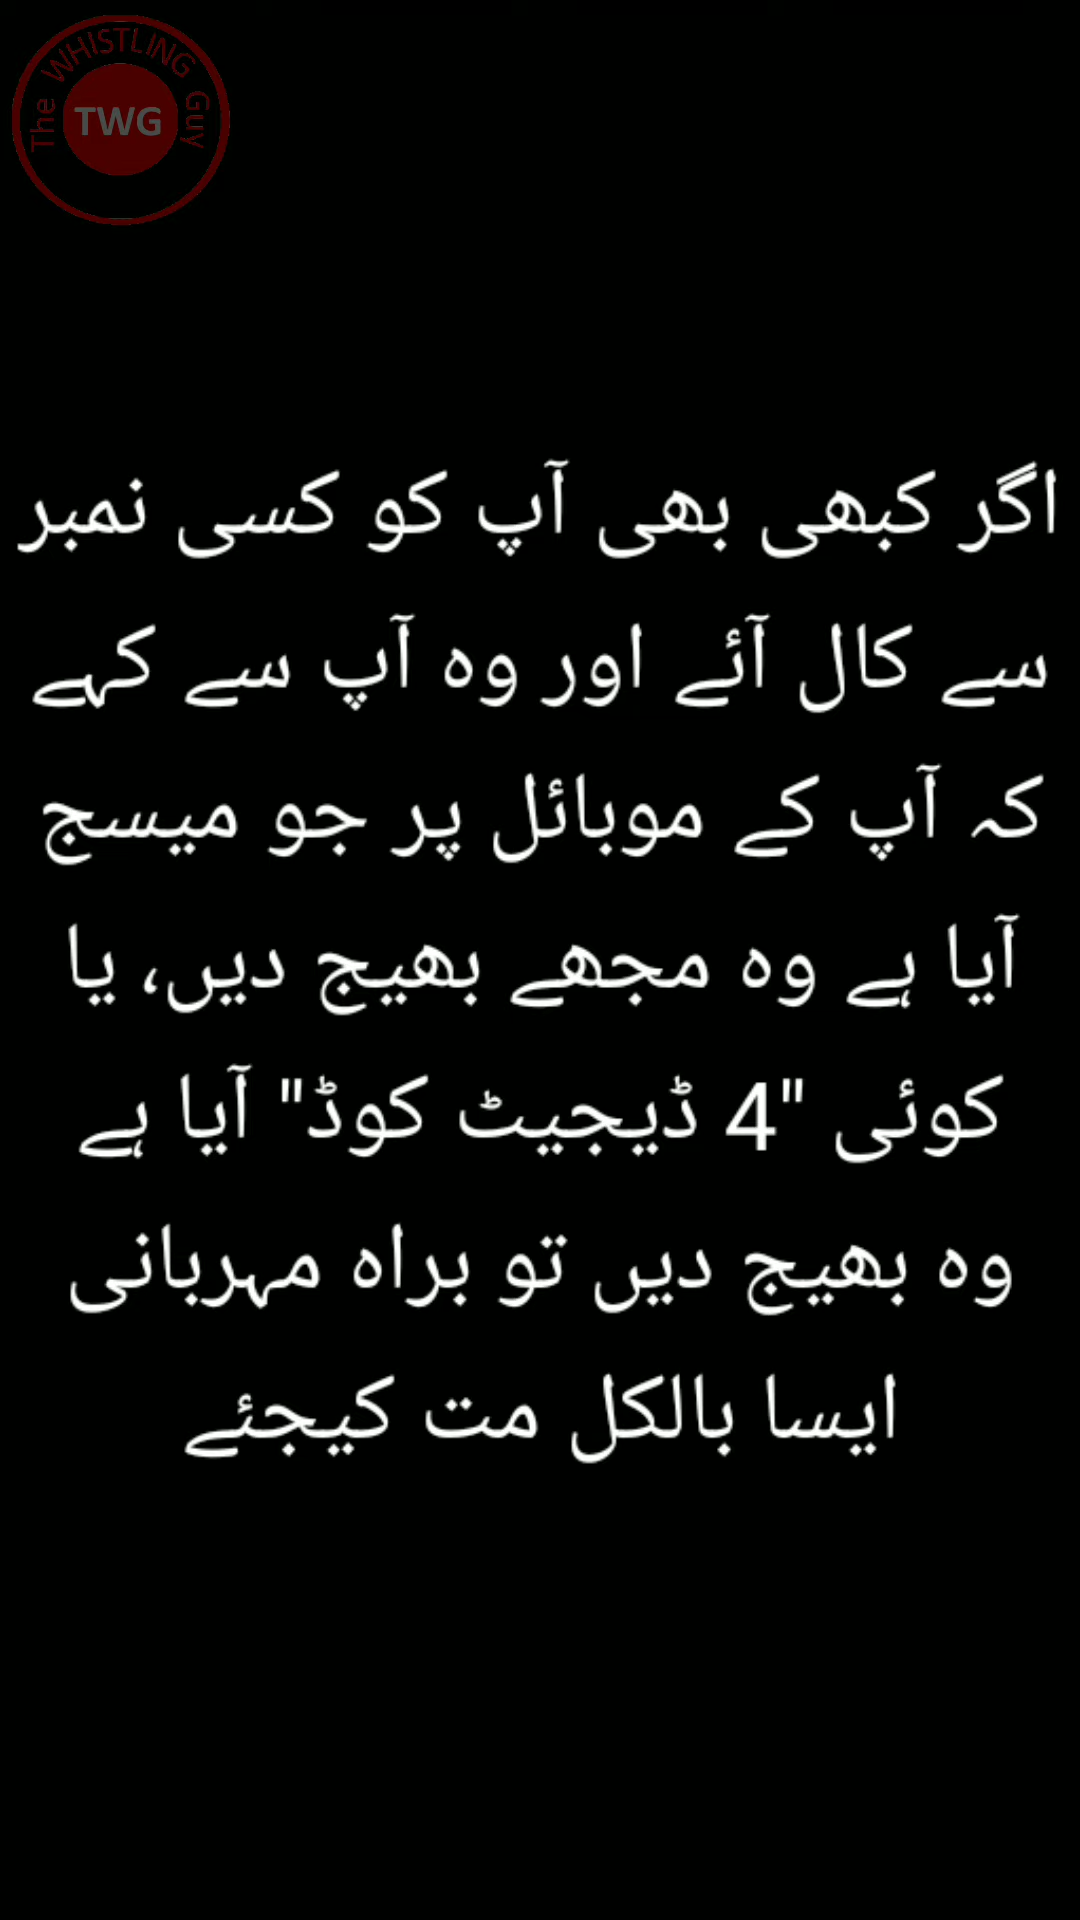 The WHISTLING Guy
TWG
اگر کبھی بھی آپ کو کسی نمبر
سے کال آئے اور وہ آپ سے کہے
کہ آپ کے موبائل پر جو میسج
آیا ہے وہ مجھے بھیج دیں، یا
کوئی "4 ڈیجیٹ کوڈ" آیا ہے
وہ بھیج دیں تو براہ مہربانی
ایسا بالکل مت کیجئے